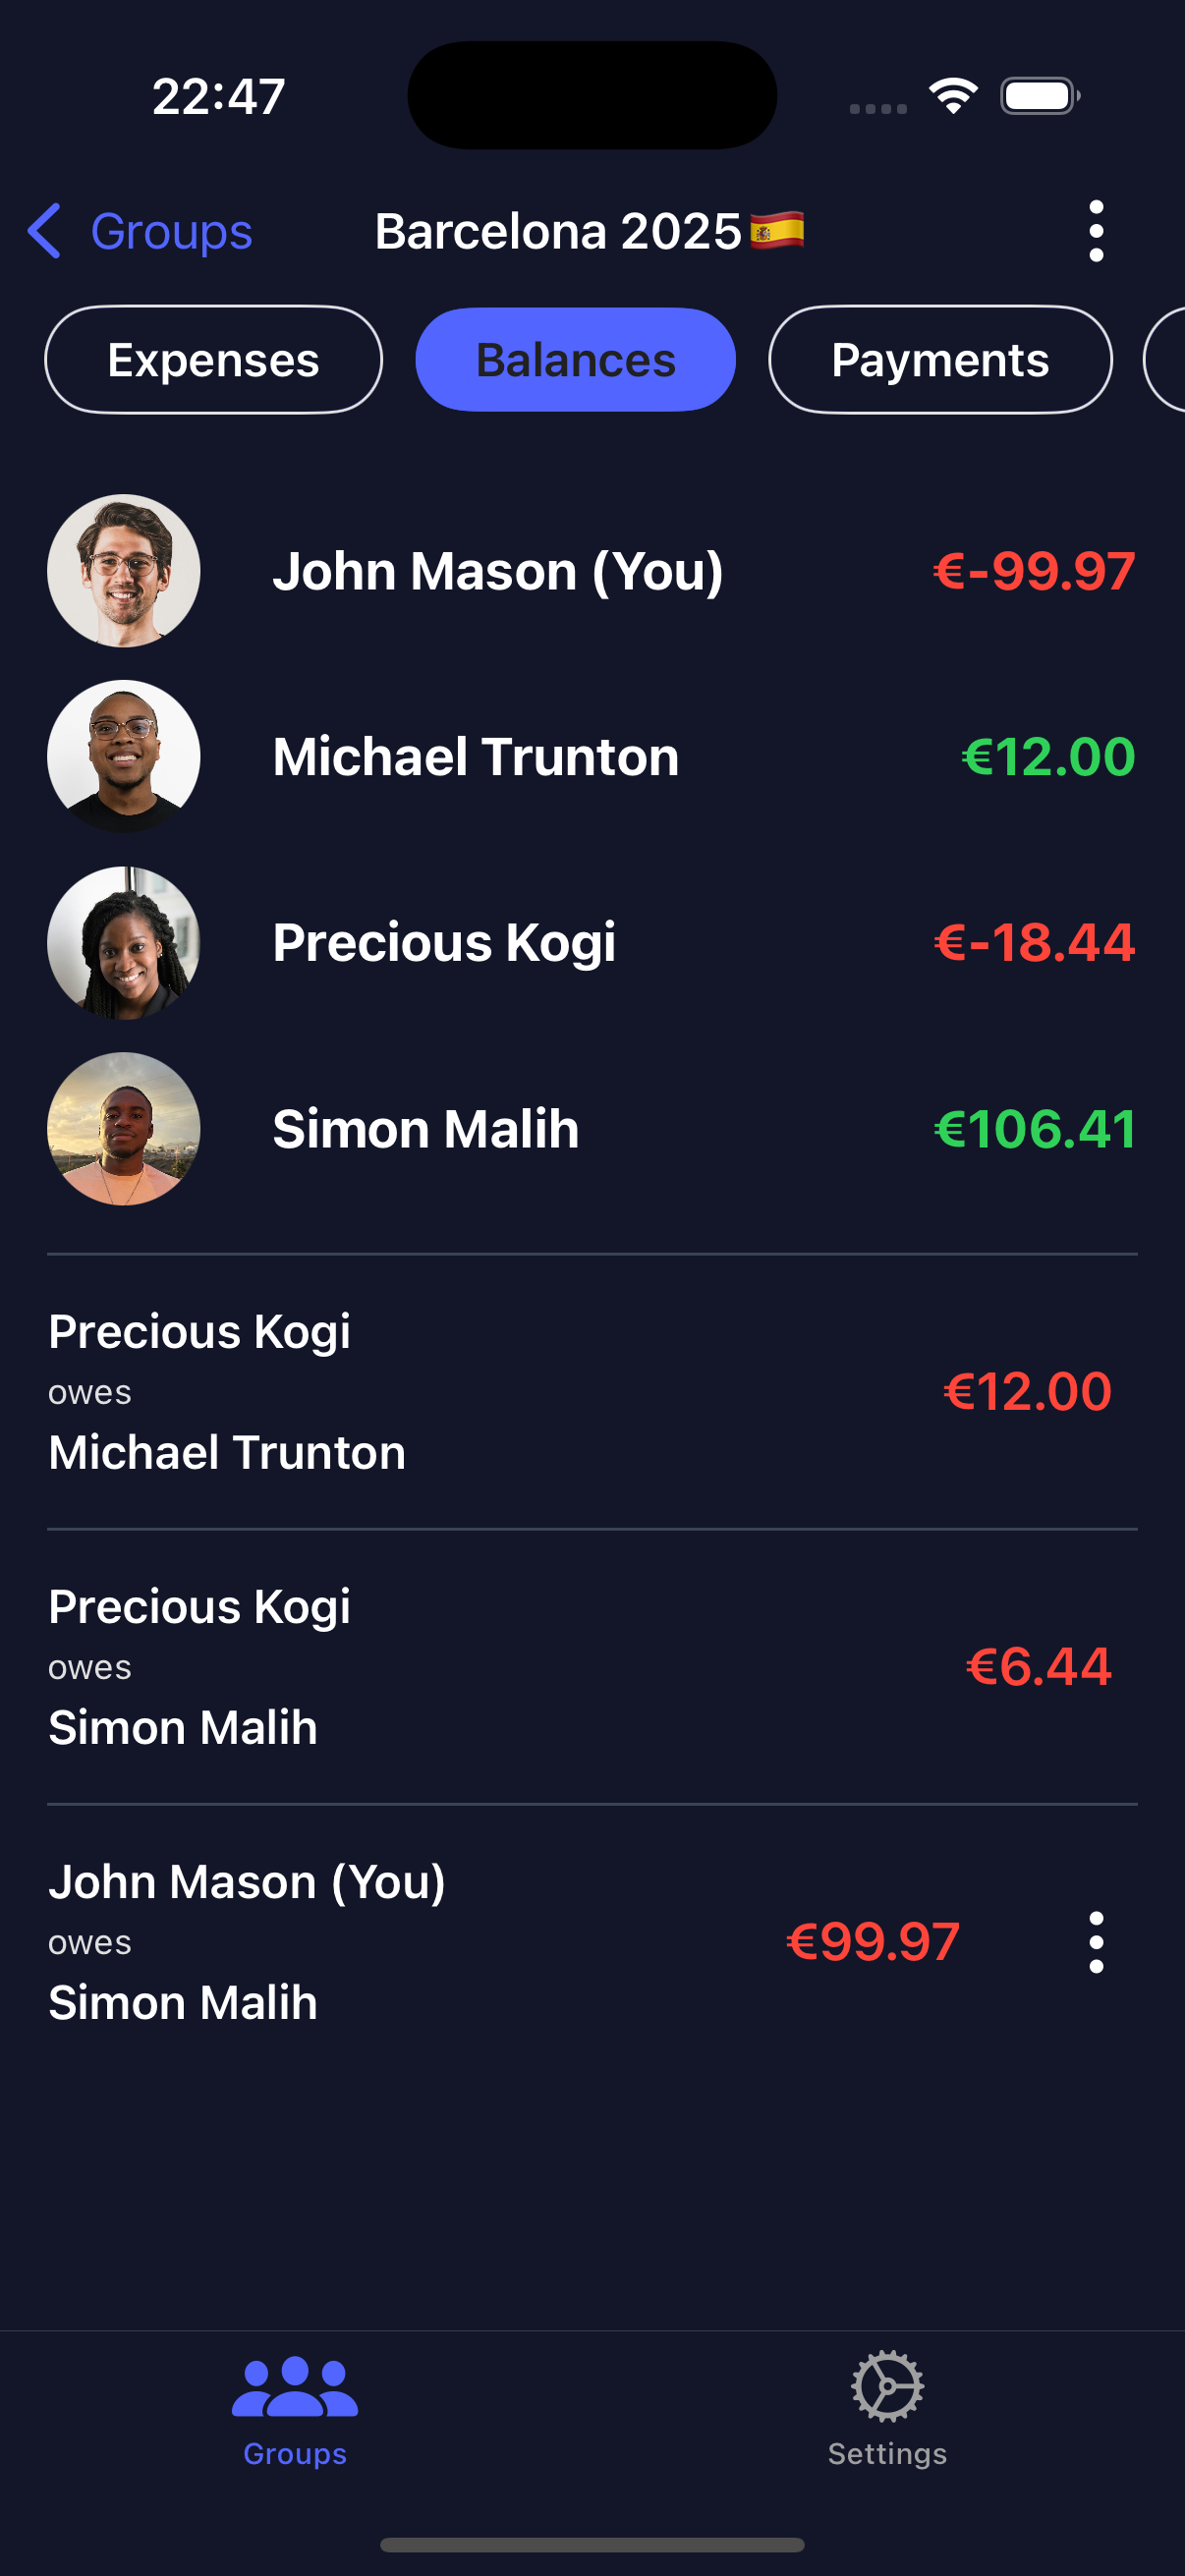 22:47
Groups
Barcelona 2025🇪🇸
Expenses
Balances
Payments
John Mason (You)
€-99.97
Michael Trunton
€12.00
Precious Kogi
€-18.44
Simon Malih
€106.41
Precious Kogi
owes
Michael Trunton
€12.00
Precious Kogi
owes
Simon Malih
€6.44
John Mason (You)
owes
Simon Malih
€99.97
Groups
Settings